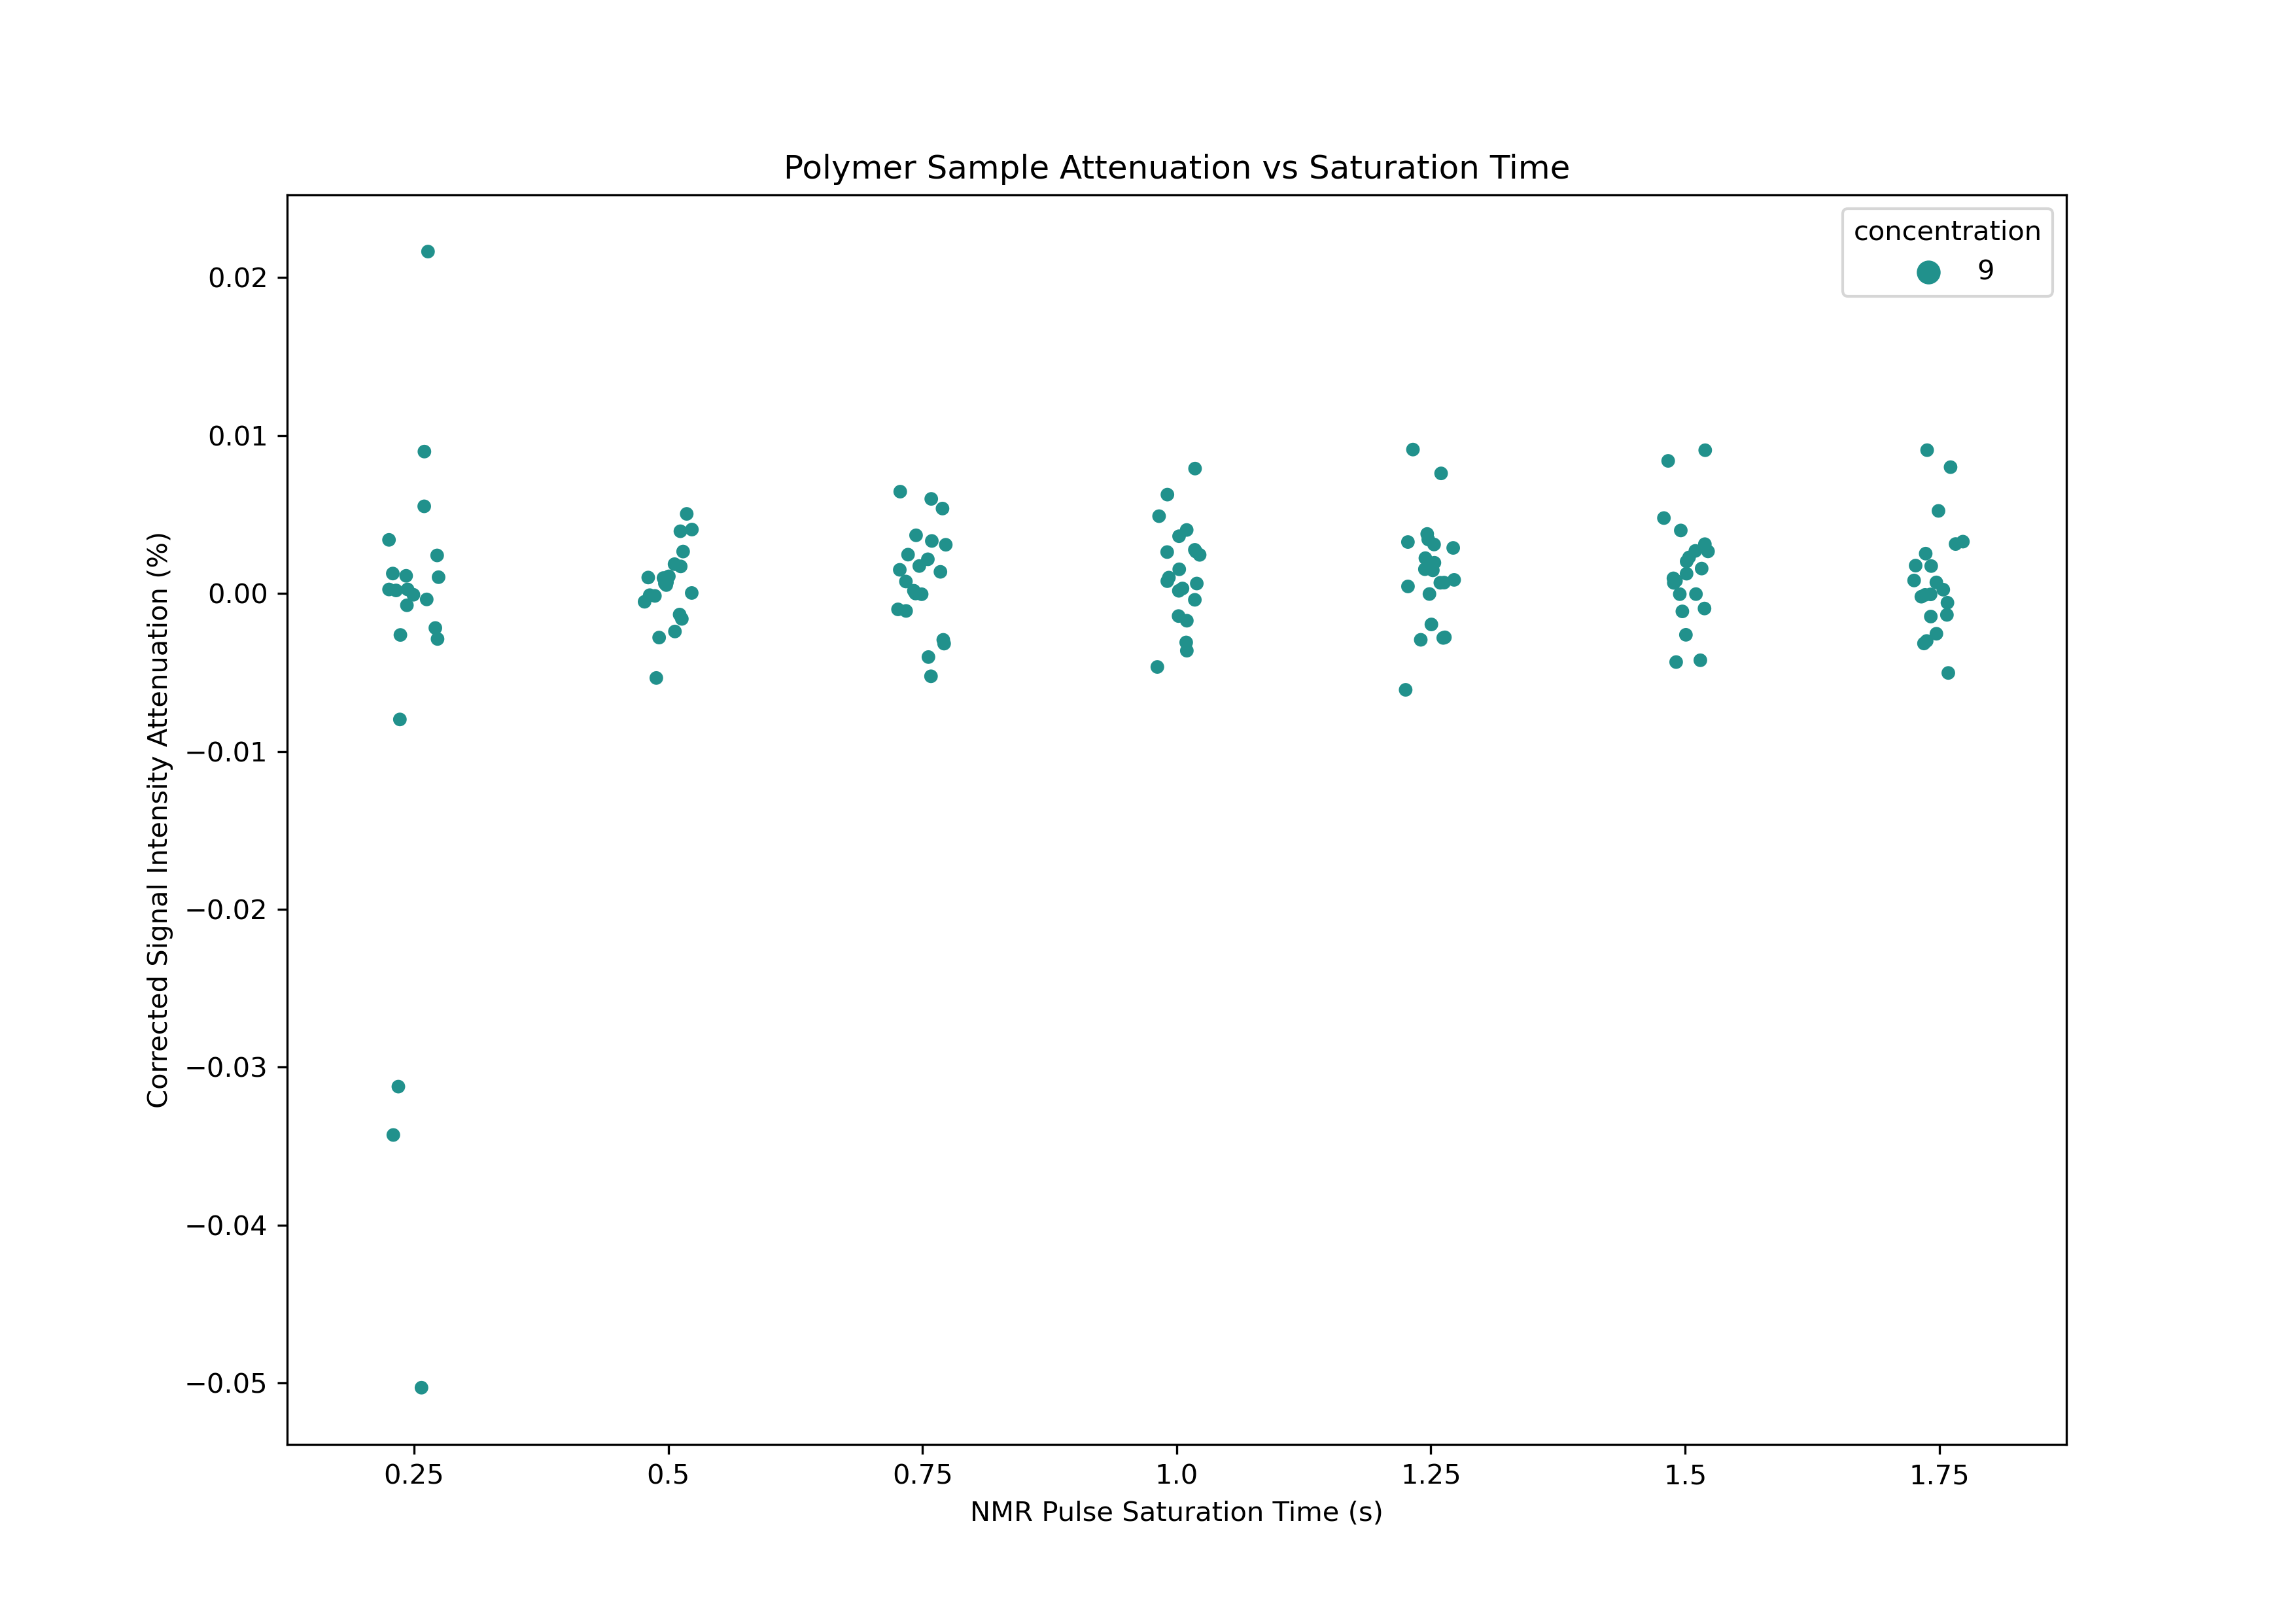 Polymer Sample Attenuation vs Saturation Time
concentration
9
0.02
0.01
0.00
−0.01
−0.02
−0.03
−0.04
−0.05
Corrected Signal Intensity Attenuation (%)
0.25 0.5 0.75 1.0 1.25 1.5 1.75
NMR Pulse Saturation Time (s)